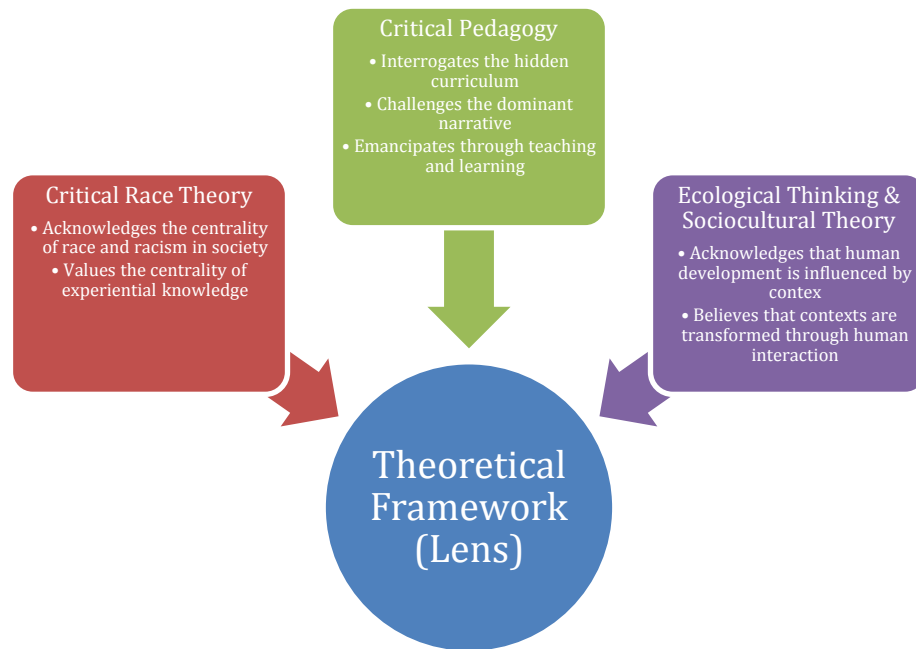 Critical Pedagogy
• Interrogates the hidden
curriculum
• Challenges the dominant
narrative
• Emancipates through teaching
and learning
Critical Race Theory
• Acknowledges the centrality
of race and racism in society
• Values the centrality of
experiential knowledge
Ecological Thinking &
Sociocultural Theory
• Acknowledges that human
development is influenced by
contex
• Believes that contexts are
transformed through human
interaction
Theoretical
Framework
(Lens)